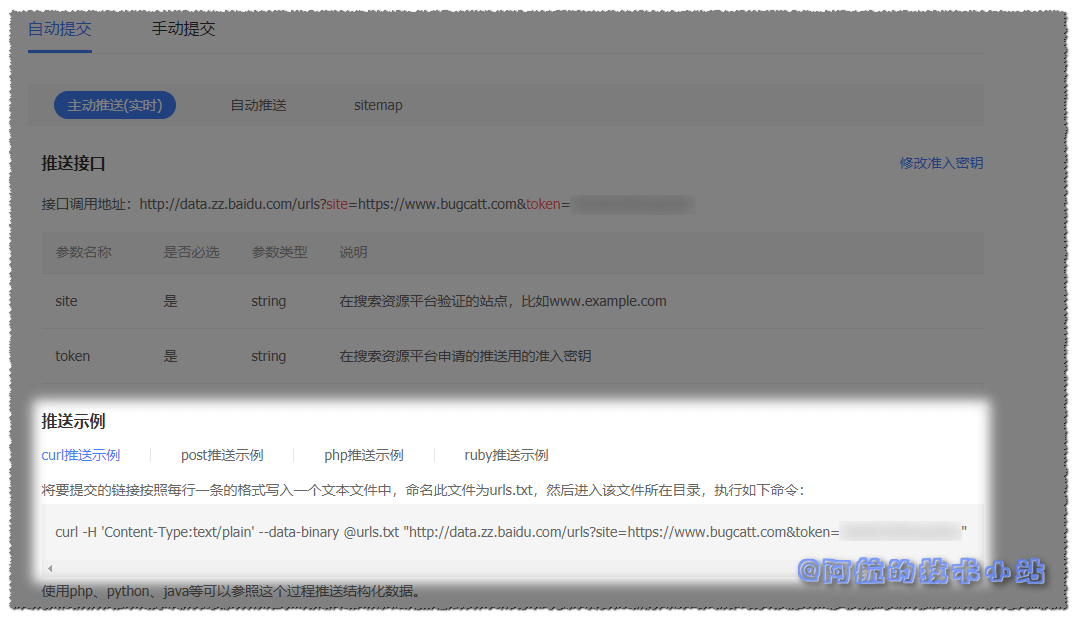 自动提交 手动提交
主动推送(实时) 自动推送 sitemap
推送接口 修改准入密钥
接口调用地址：http://data.zz.baidu.com/urls?site=https://www.bugcatt.com&token=
参数名称 是否必选 参数类型 说明
site 是 string 在搜索资源平台验证的站点，比如www.example.com
token 是 string 在搜索资源平台申请的推送用的准入密钥
推送示例
curl推送示例 post推送示例 php推送示例 ruby推送示例
将要提交的链接按照每行一条的格式写入一个文本文件中，命名此文件为urls.txt，然后进入该文件所在目录，执行如下命令：
curl -H 'Content-Type:text/plain' --data-binary @urls.txt "http://data.zz.baidu.com/urls?site=https://www.bugcatt.com&token= "
@阿航的技术小站
使用php、python、java等可以参照这个过程推送结构化数据。